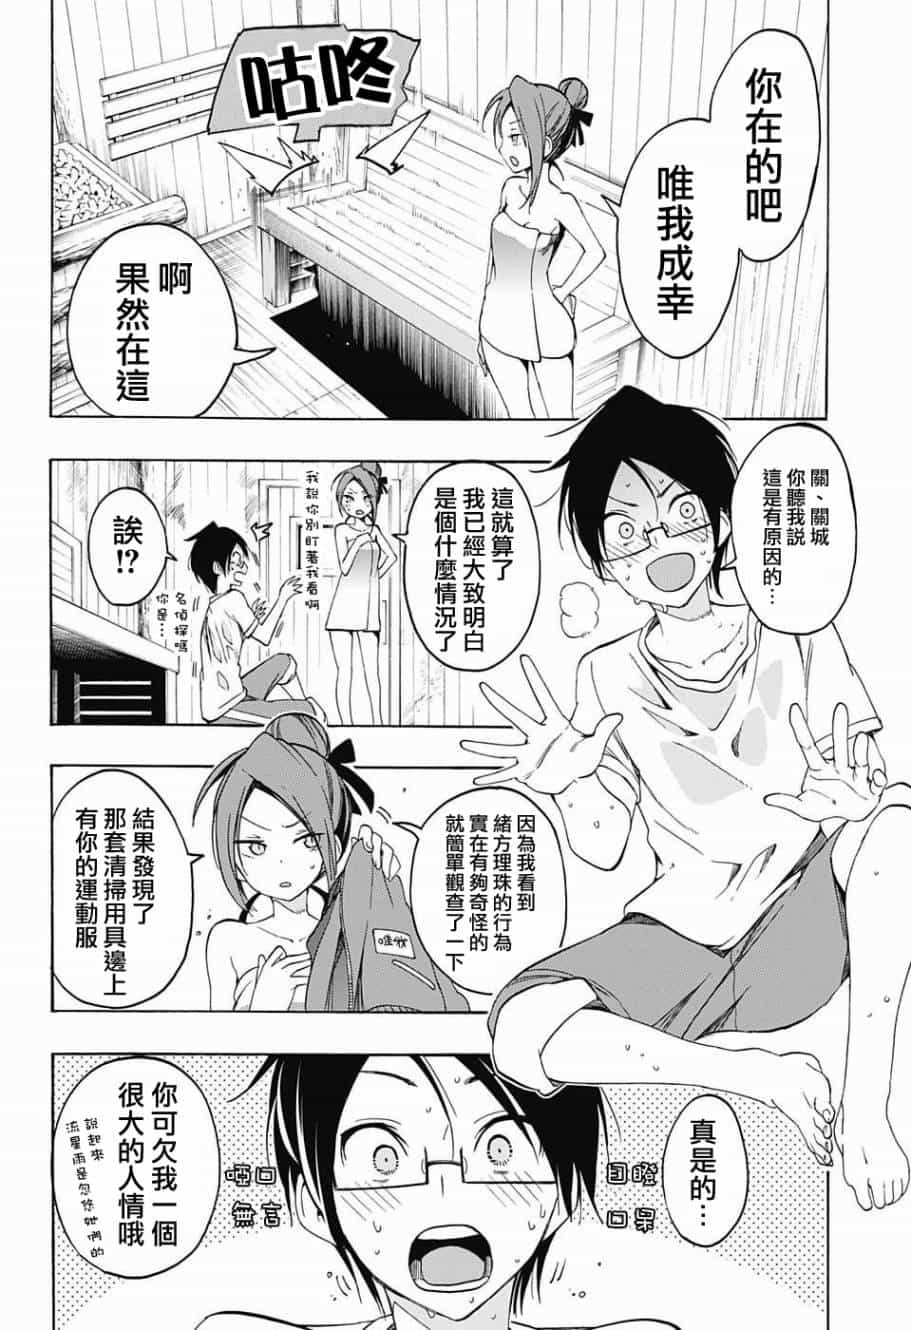 你在的吧
唯我成幸
咕咚
啊
果然在這
關、關城
你聽我說
這是有原因的…
這就算了
我已經大致明白
是個什麼情況了
我說你別盯著我看啊
誒!?
名偵探嗎
你是…
因為我看到
緒方理珠的行為
實在有夠奇怪的
就簡單觀查了一下
唯成
結果發現了
那套清掃用具邊上
有你的運動服
真是的…
目瞪
口呆
啞口
無言
你可欠我一個
很大的人情哦
說起來
流星雨是忽悠她們的